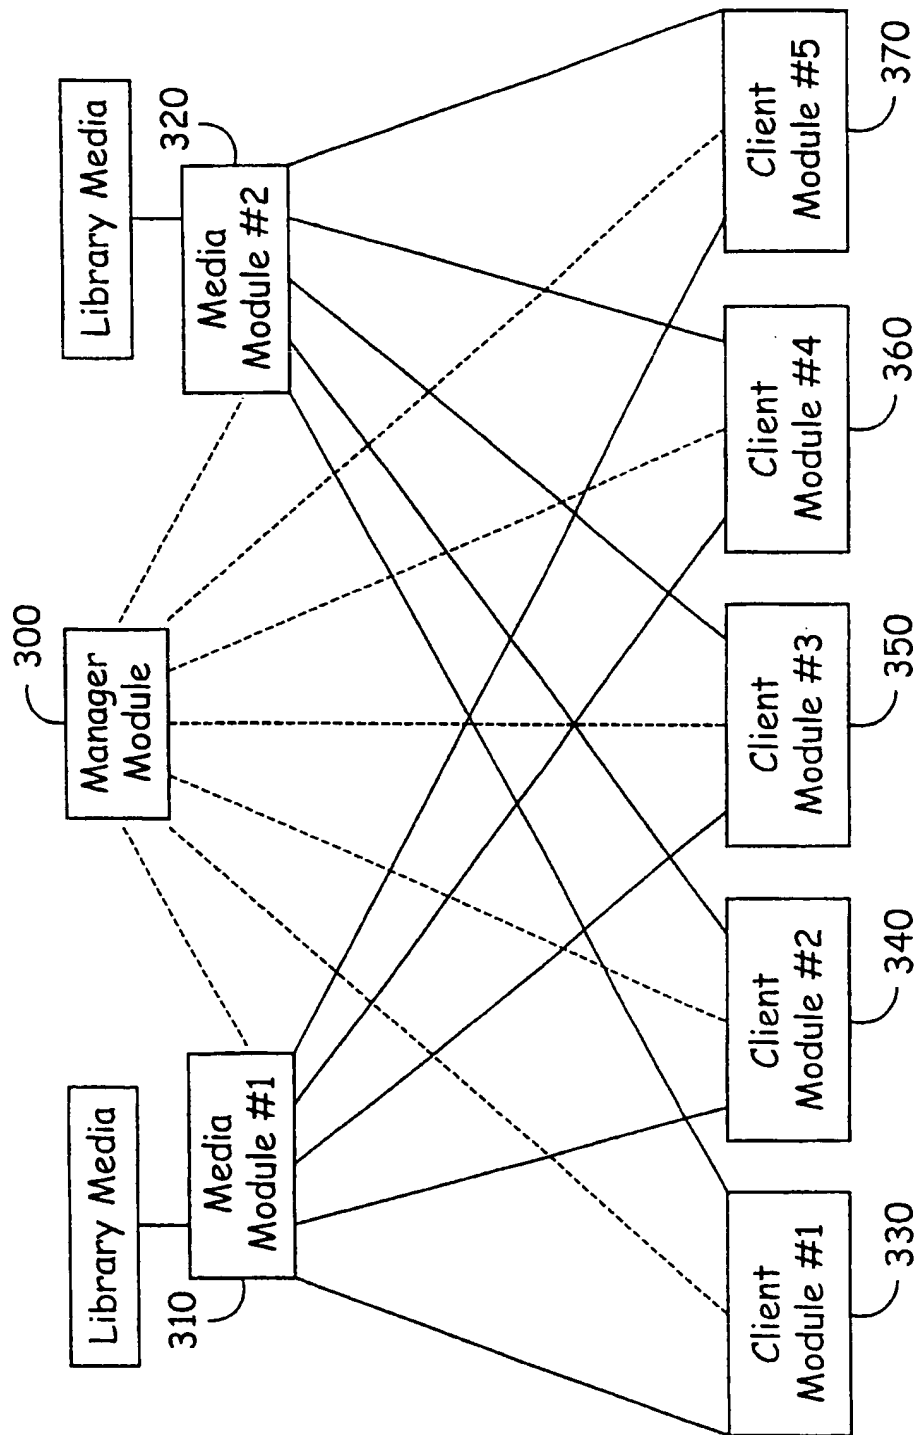 300
Manager
Module
Library Media
Library Media
310
Media
Module #1
320
Media
Module #2
Client
Module #1
Client
Module #2
Client
Module #3
Client
Module #4
Client
Module #5
330
340
350
360
370